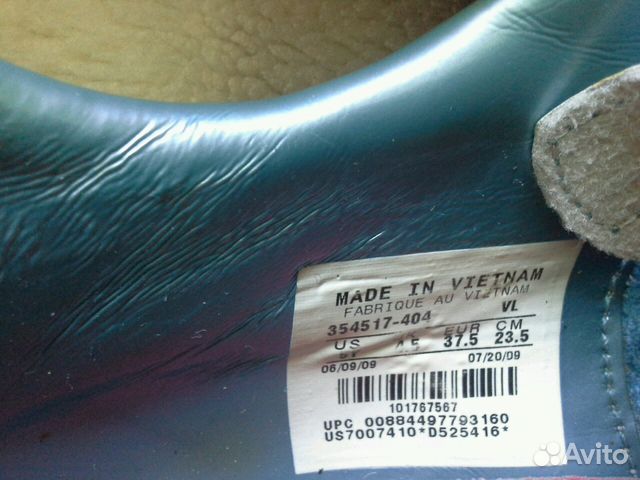 MADE IN VIETNAM
FABRIQUE AU VIETNAM
354517-404 VL
US EUR CM
37.5 23.5
06/09/09 07/20/09
101767567
UPC 00884497793160
US7007410*D525416*
Avito